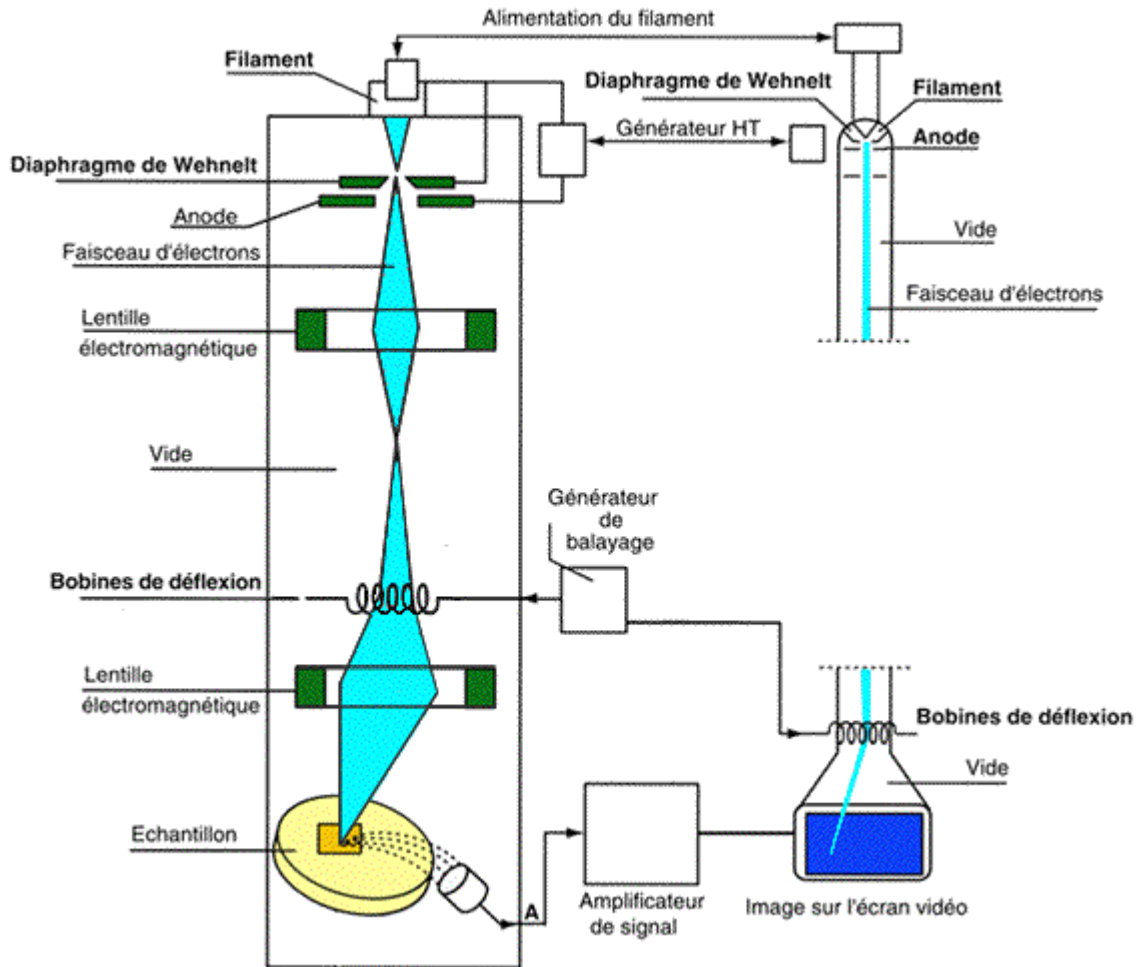 Alimentation du filament
Filament
Diaphragme de Wehnelt
Filament
Générateur HT
Anode
Diaphragme de Wehnelt
Anode
Vide
Faisceau d'électrons
Faisceau d'électrons
Lentille
électromagnétique
Vide
Générateur
de
balayage
Bobines de déflexion
Lentille
électromagnétique
Bobines de déflexion
Vide
Echantillon
A
Amplificateur
de signal
Image sur l'écran vidéo